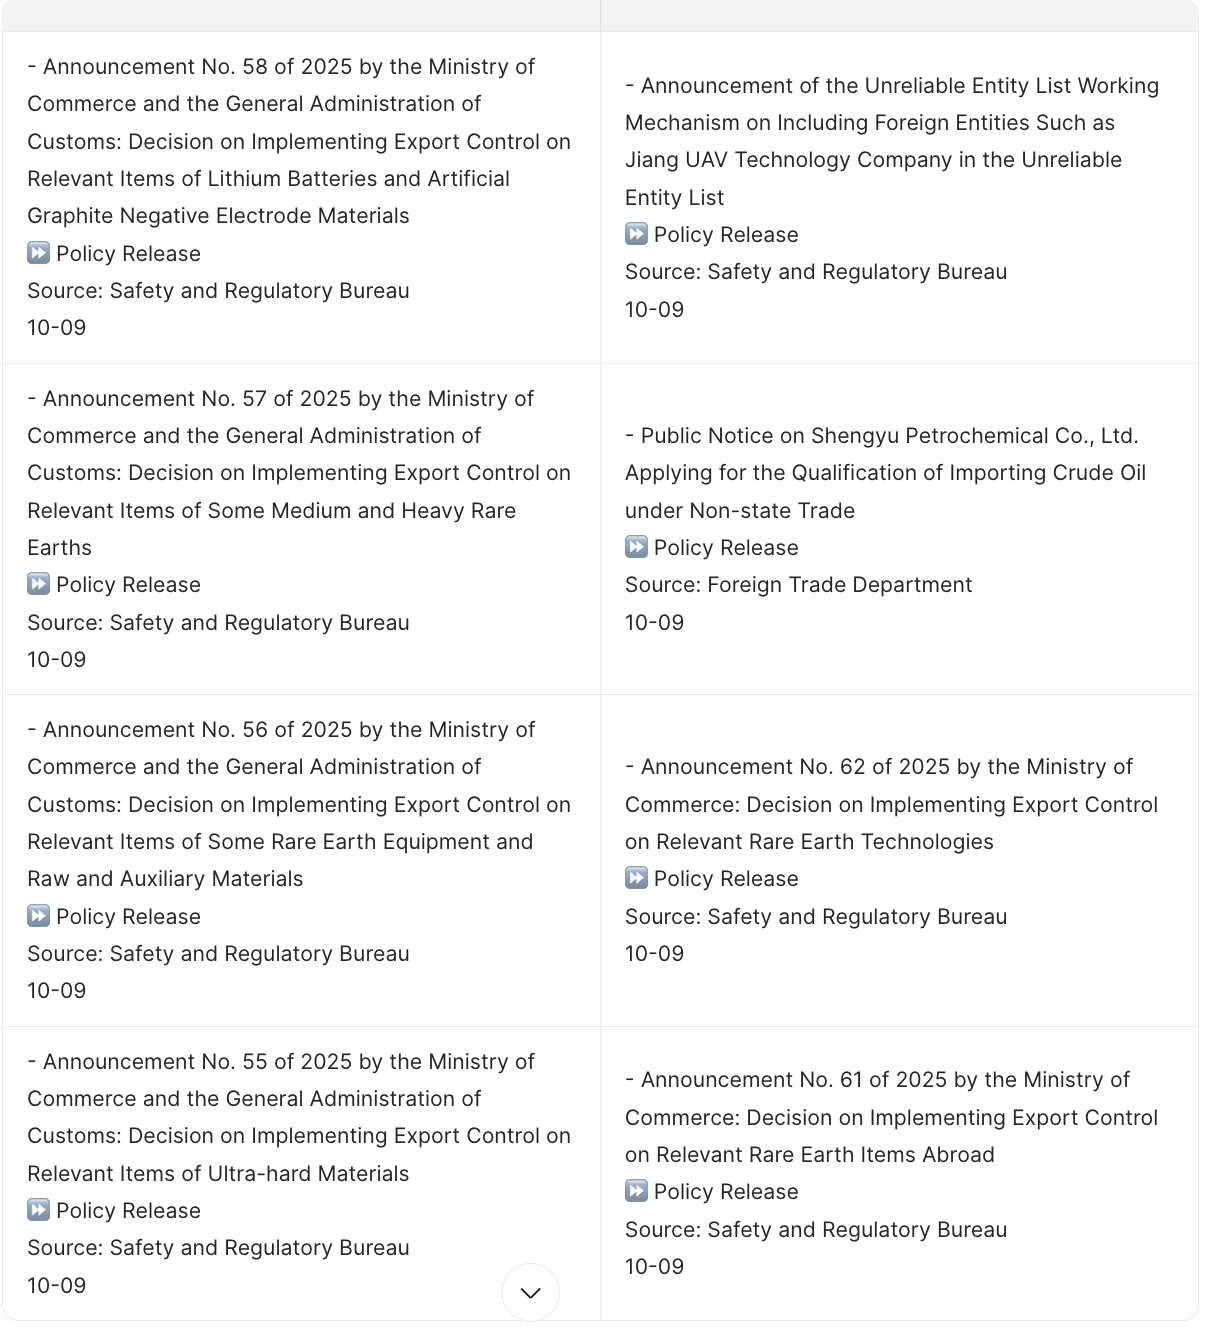 - Announcement No. 58 of 2025 by the Ministry of
Commerce and the General Administration of
Customs: Decision on Implementing Export Control on
Relevant Items of Lithium Batteries and Artificial
Graphite Negative Electrode Materials
⏩ Policy Release
Source: Safety and Regulatory Bureau
10-09
- Announcement of the Unreliable Entity List Working
Mechanism on Including Foreign Entities Such as
Jiang UAV Technology Company in the Unreliable
Entity List
⏩ Policy Release
Source: Safety and Regulatory Bureau
10-09
- Announcement No. 57 of 2025 by the Ministry of
Commerce and the General Administration of
Customs: Decision on Implementing Export Control on
Relevant Items of Some Medium and Heavy Rare
Earths
⏩ Policy Release
Source: Safety and Regulatory Bureau
10-09
- Public Notice on Shengyu Petrochemical Co., Ltd.
Applying for the Qualification of Importing Crude Oil
under Non-state Trade
⏩ Policy Release
Source: Foreign Trade Department
10-09
- Announcement No. 56 of 2025 by the Ministry of
Commerce and the General Administration of
Customs: Decision on Implementing Export Control on
Relevant Items of Some Rare Earth Equipment and
Raw and Auxiliary Materials
⏩ Policy Release
Source: Safety and Regulatory Bureau
10-09
- Announcement No. 62 of 2025 by the Ministry of
Commerce: Decision on Implementing Export Control
on Relevant Rare Earth Technologies
⏩ Policy Release
Source: Safety and Regulatory Bureau
10-09
- Announcement No. 55 of 2025 by the Ministry of
Commerce and the General Administration of
Customs: Decision on Implementing Export Control on
Relevant Items of Ultra-hard Materials
⏩ Policy Release
Source: Safety and Regulatory Bureau
10-09
- Announcement No. 61 of 2025 by the Ministry of
Commerce: Decision on Implementing Export Control
on Relevant Rare Earth Items Abroad
⏩ Policy Release
Source: Safety and Regulatory Bureau
10-09